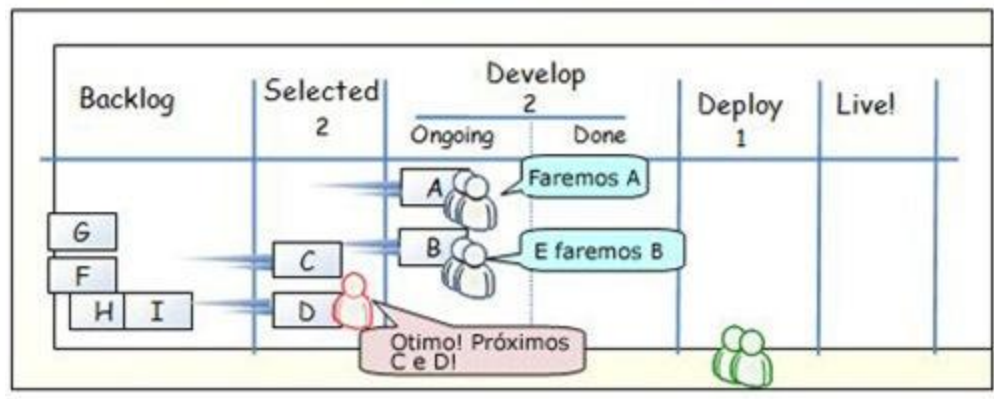 Backlog
Selected
2
Develop
2
Ongoing
Done
Deploy
1
Live!
A
Faremos A
B
E faremos B
G
F
H I
C
D
Otimo! Próximos
C e D!